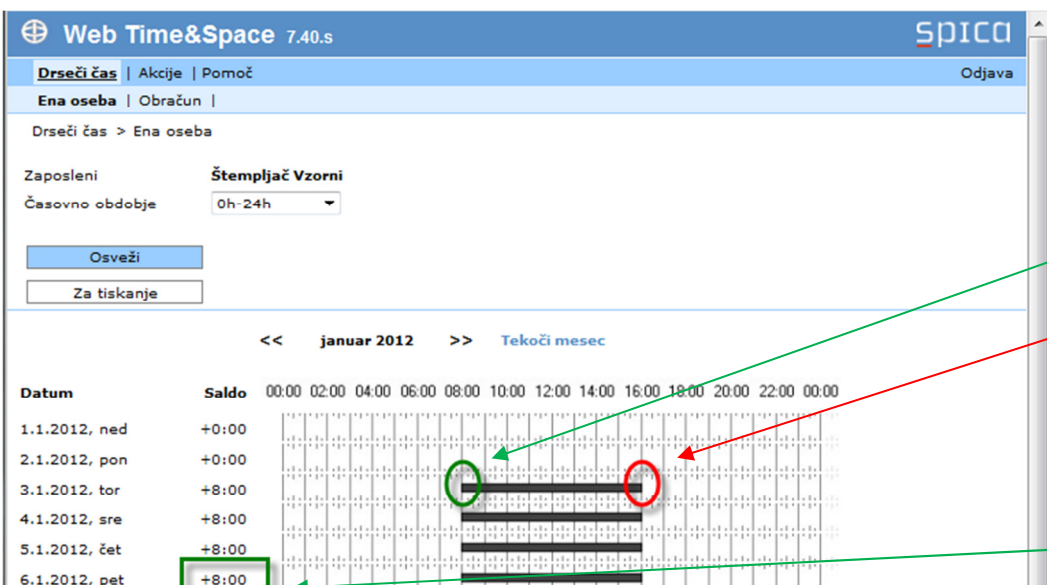 Web Time&Space 7.40.s spica
Drseči čas | Akcije | Pomoč Odjava
Ena oseba | Obračun |
Drseči čas > Ena oseba
Zaposleni Štempljač Vzorni
Časovno obdobje 0h-24h
Osveži
Za tiskanje
<< januar 2012 >> Tekoči mesec
Datum Saldo 00:00 02:00 04:00 06:00 08:00 10:00 12:00 14:00 16:00 18:00 20:00 22:00 00:00
1.1.2012, ned +0:00
2.1.2012, pon +0:00
3.1.2012, tor +8:00
4.1.2012, sre +8:00
5.1.2012, čet +8:00
6.1.2012, pet +8:00